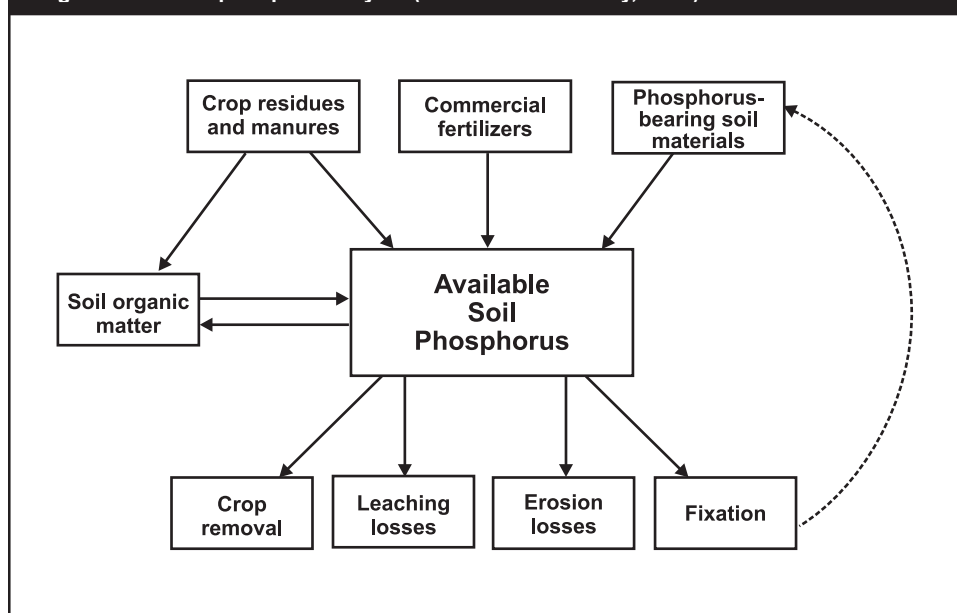 Crop residues
and manures
Commercial
fertilizers
Phosphorus-
bearing soil
materials
Soil organic
matter
Available
Soil
Phosphorus
Crop
removal
Leaching
losses
Erosion
losses
Fixation